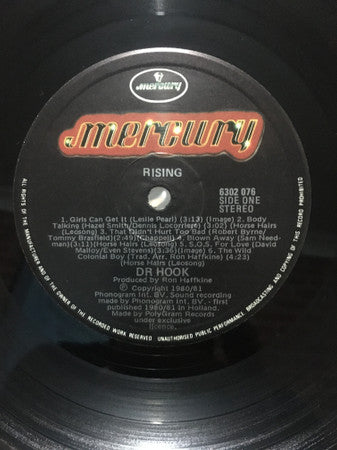 mercury
mercury
RISING
6302 076
SIDE ONE
STEREO
1. Girls Can Get It (Leslie Pearl) (3:13) (Image) 2. Body
Talking (Hazel Smith/Dennis Locorriere) (3:02) (Horse Hairs
(Leosong) 3. That Didn't Hurt Too Bad (Robert Byrne/
Tommy Brasfield)(2:49)(Chappell) 4. Blown Away (Sam Need-
man)(3:11)(Horse Hairs (Leosong) 5. S.O.S. For Love (David
Malloy/Even Stevens)(3:36)(Image) 6. The Wild
Colonial Boy (Trad. Arr. Ron Haffkine) (4:23)
(Horse Hairs (Leosong)
DR HOOK
Produced by Ron Haffkine
Ⓟ Copyright 1980/81
Phonogram Int. BV. Sound recording
made by Phonogram Int. BV. - first
published 1980/81 in Holland.
Made by PolyGram Records
under exclusive
licence.
ALL RIGHTS OF THE MANUFACTURER AND OF THE OWNER OF THE RECORDED WORK RESERVED UNAUTHORISED PUBLIC PERFORMANCE, BROADCASTING AND COPYING OF THIS RECORD PROHIBITED